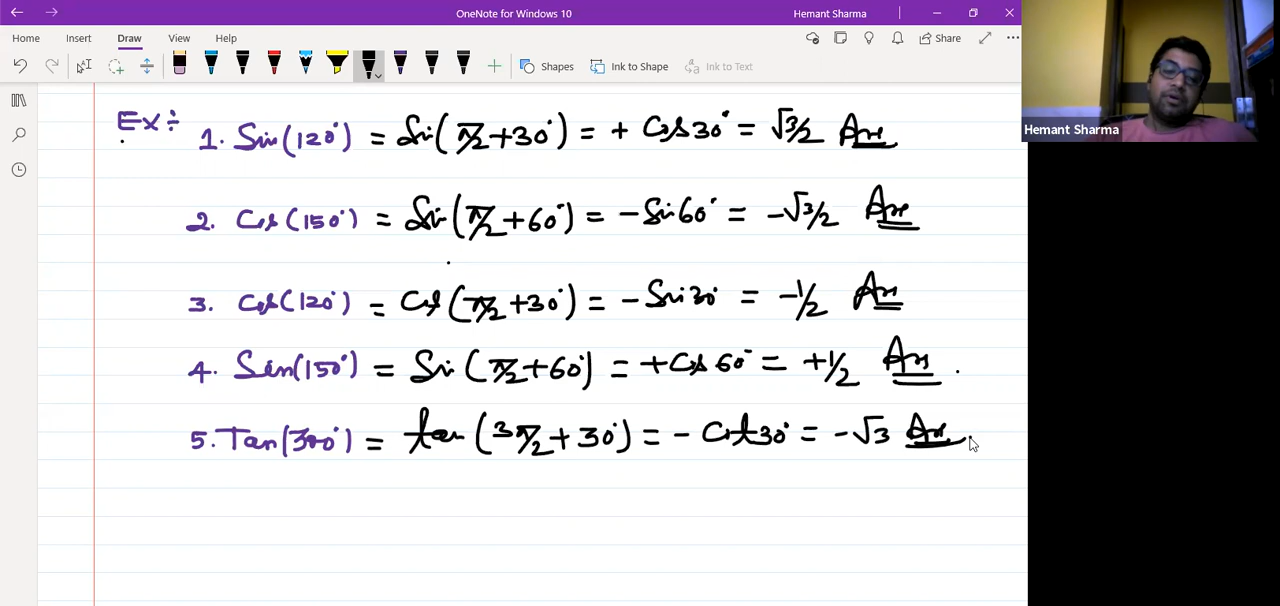 OneNote for Windows 10
Hemant Sharma
Home Insert Draw View Help
Share
Shapes Ink to Shape Ink to Text
Hemant Sharma
Ex÷
1. Sin(120°) = Sin(π/2 + 30°) = + Cos 30° = √3/2 Ans
2. Cos(150°) = Sin(π/2 + 60°) = - Sin 60° = -√3/2 Ans
3. Cos(120°) = Cos(π/2 + 30°) = - Sin 30° = -1/2 Ans
4. Sin(150°) = Sin(π/2 + 60°) = + Cos 60° = +1/2 Ans.
5. Tan(300°) = tan(3π/2 + 30°) = - Cot 30° = -√3 Ans.